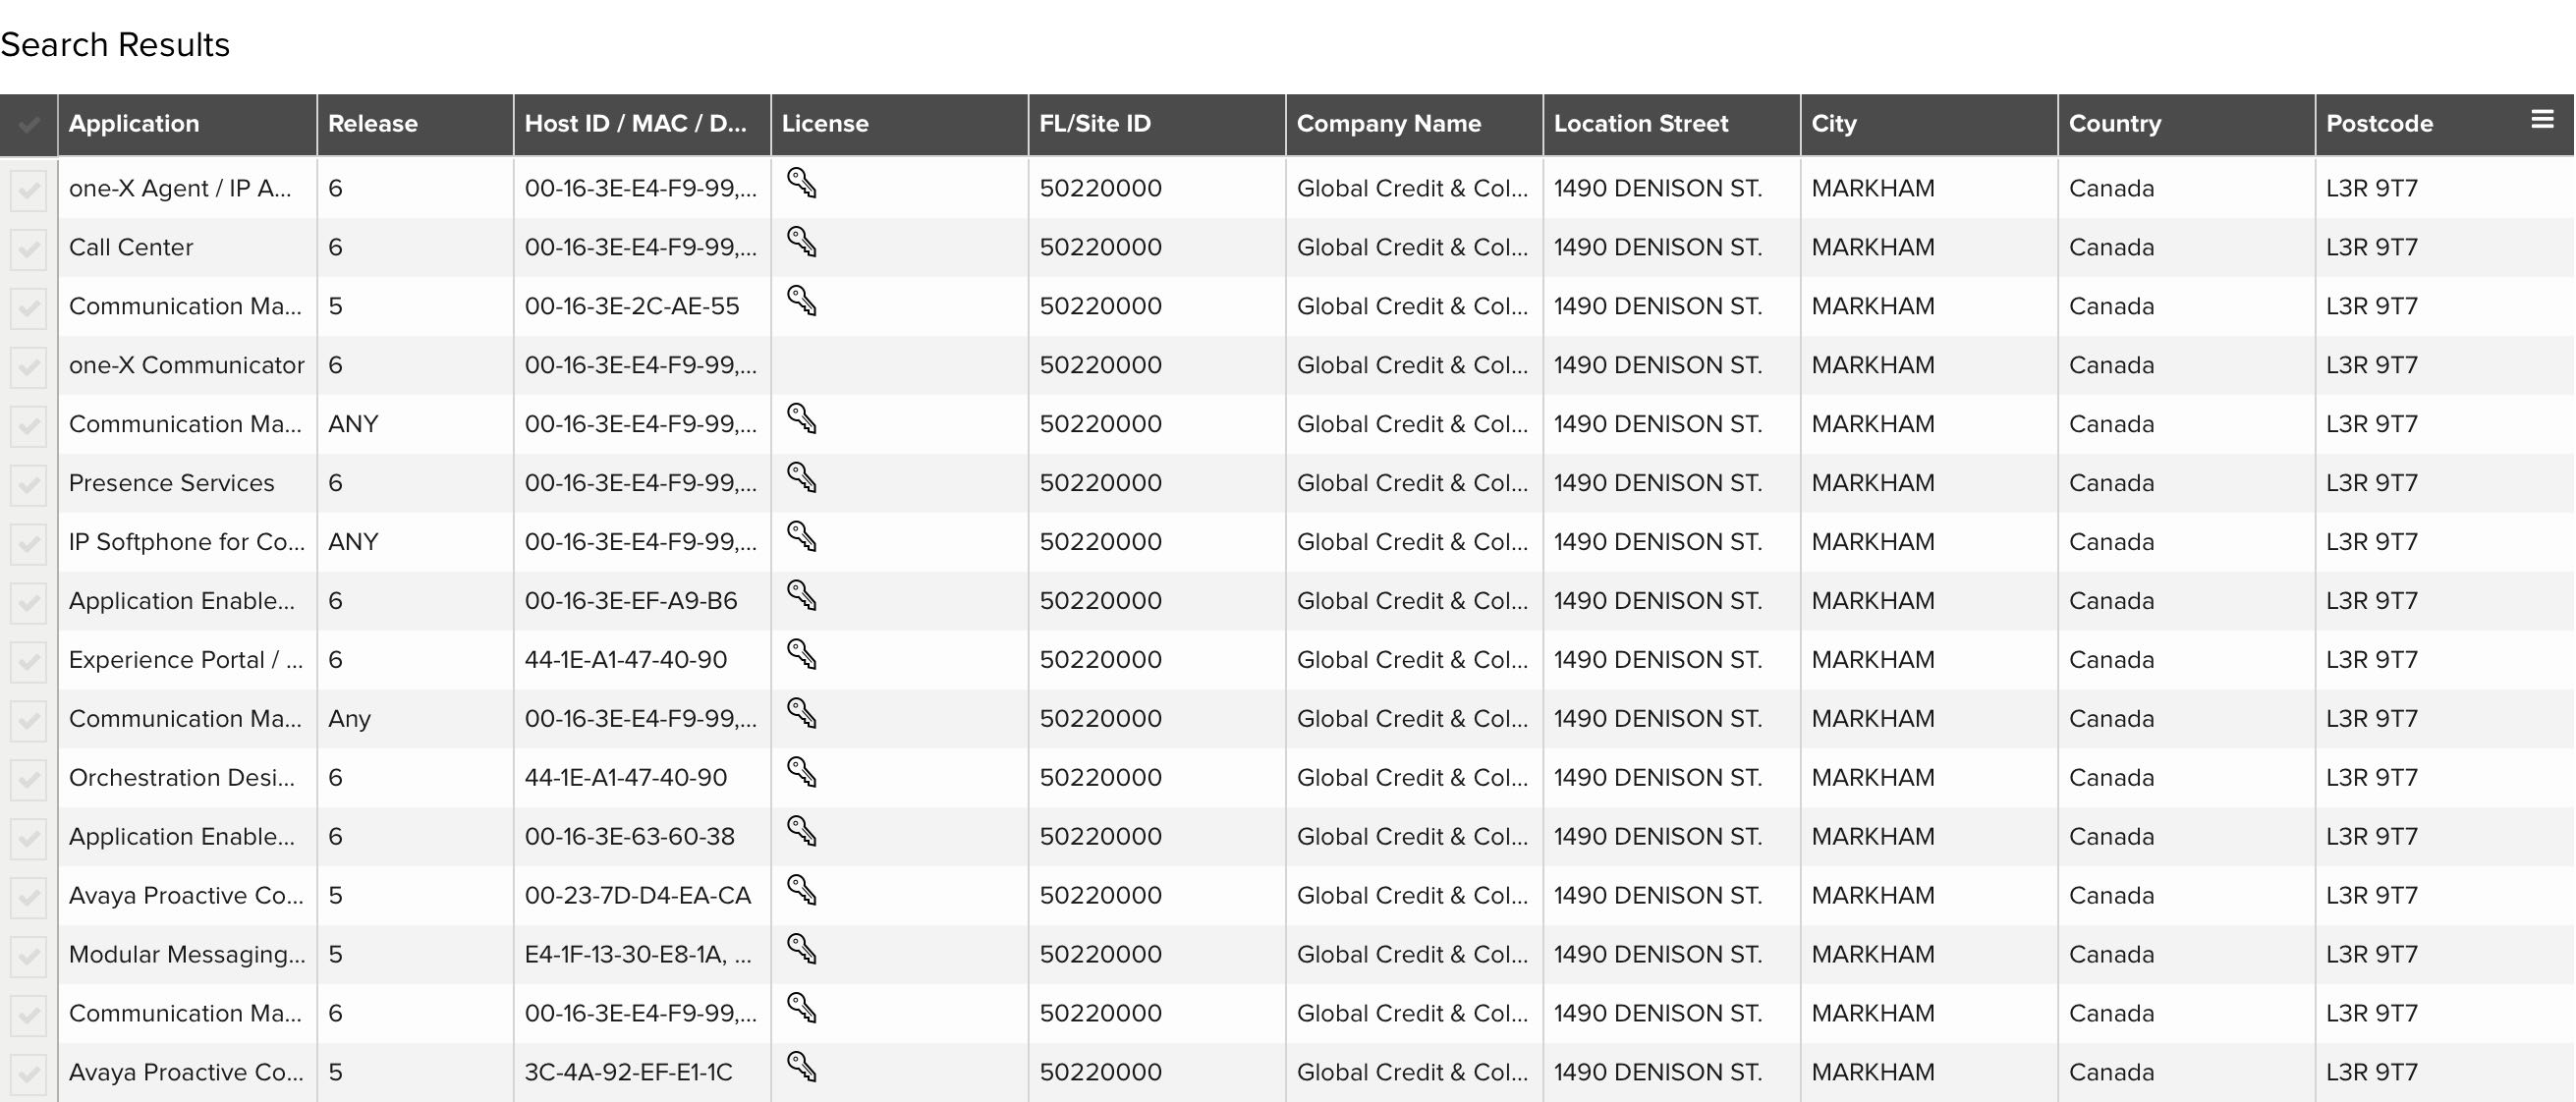 Search Results
Application Release Host ID / MAC / D... License FL/Site ID Company Name Location Street City Country Postcode
one-X Agent / IP A... 6 00-16-3E-E4-F9-99,... 50220000 Global Credit & Col... 1490 DENISON ST. MARKHAM Canada L3R 9T7
Call Center 6 00-16-3E-E4-F9-99,... 50220000 Global Credit & Col... 1490 DENISON ST. MARKHAM Canada L3R 9T7
Communication Ma... 5 00-16-3E-2C-AE-55 50220000 Global Credit & Col... 1490 DENISON ST. MARKHAM Canada L3R 9T7
one-X Communicator 6 00-16-3E-E4-F9-99,... 50220000 Global Credit & Col... 1490 DENISON ST. MARKHAM Canada L3R 9T7
Communication Ma... ANY 00-16-3E-E4-F9-99,... 50220000 Global Credit & Col... 1490 DENISON ST. MARKHAM Canada L3R 9T7
Presence Services 6 00-16-3E-E4-F9-99,... 50220000 Global Credit & Col... 1490 DENISON ST. MARKHAM Canada L3R 9T7
IP Softphone for Co... ANY 00-16-3E-E4-F9-99,... 50220000 Global Credit & Col... 1490 DENISON ST. MARKHAM Canada L3R 9T7
Application Enable... 6 00-16-3E-EF-A9-B6 50220000 Global Credit & Col... 1490 DENISON ST. MARKHAM Canada L3R 9T7
Experience Portal / ... 6 44-1E-A1-47-40-90 50220000 Global Credit & Col... 1490 DENISON ST. MARKHAM Canada L3R 9T7
Communication Ma... Any 00-16-3E-E4-F9-99,... 50220000 Global Credit & Col... 1490 DENISON ST. MARKHAM Canada L3R 9T7
Orchestration Desi... 6 44-1E-A1-47-40-90 50220000 Global Credit & Col... 1490 DENISON ST. MARKHAM Canada L3R 9T7
Application Enable... 6 00-16-3E-63-60-38 50220000 Global Credit & Col... 1490 DENISON ST. MARKHAM Canada L3R 9T7
Avaya Proactive Co... 5 00-23-7D-D4-EA-CA 50220000 Global Credit & Col... 1490 DENISON ST. MARKHAM Canada L3R 9T7
Modular Messaging... 5 E4-1F-13-30-E8-1A, ... 50220000 Global Credit & Col... 1490 DENISON ST. MARKHAM Canada L3R 9T7
Communication Ma... 6 00-16-3E-E4-F9-99,... 50220000 Global Credit & Col... 1490 DENISON ST. MARKHAM Canada L3R 9T7
Avaya Proactive Co... 5 3C-4A-92-EF-E1-1C 50220000 Global Credit & Col... 1490 DENISON ST. MARKHAM Canada L3R 9T7